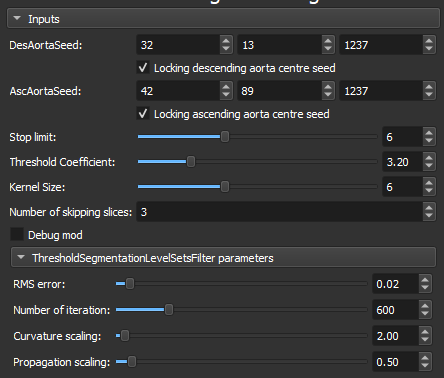 Inputs
DesAortaSeed: 32 13 1237
Locking descending aorta centre seed
AscAortaSeed: 42 89 1237
Locking ascending aorta centre seed
Stop limit: 6
Threshold Coefficient: 3.20
Kernel Size: 6
Number of skipping slices: 3
Debug mod
ThresholdSegmentationLevelSetsFilter parameters
RMS error: 0.02
Number of iteration: 600
Curvature scaling: 2.00
Propagation scaling: 0.50